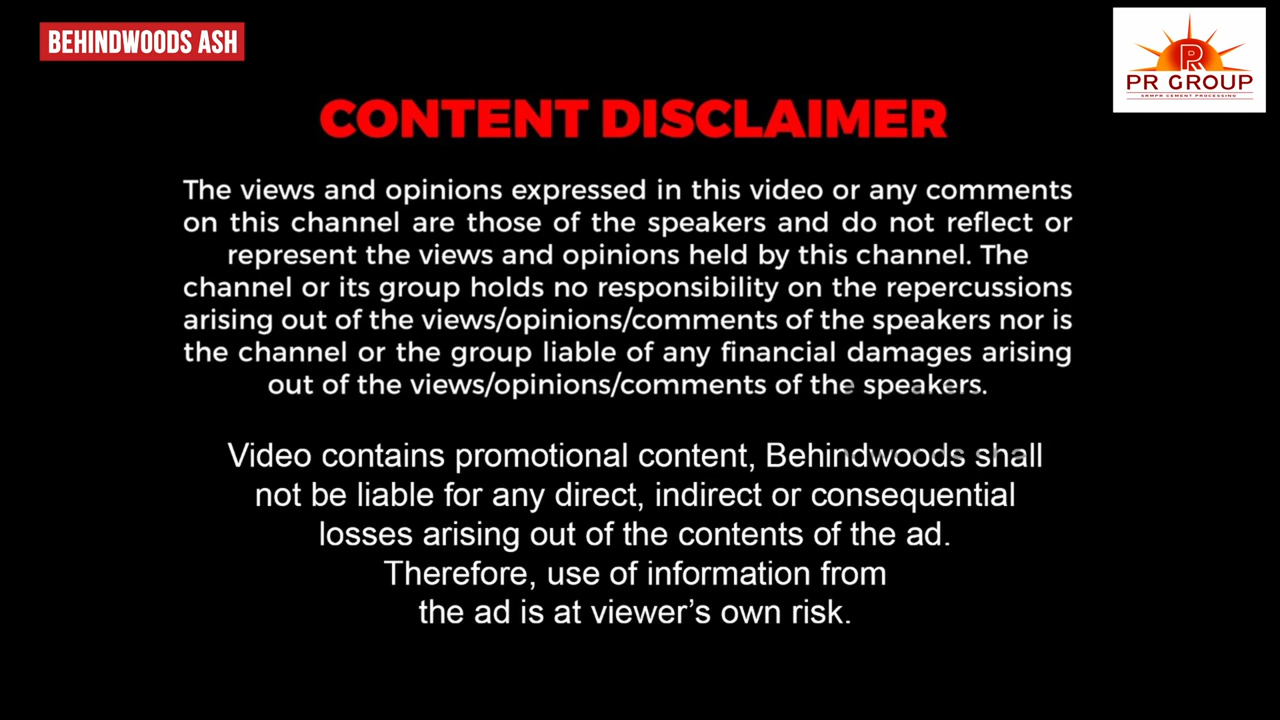 BEHINDWOODS ASH
R
PR GROUP
SRMPR CEMENT PROCESSING
CONTENT DISCLAIMER
The views and opinions expressed in this video or any comments
on this channel are those of the speakers and do not reflect or
represent the views and opinions held by this channel. The
channel or its group holds no responsibility on the repercussions
arising out of the views/opinions/comments of the speakers nor is
the channel or the group liable of any financial damages arising
out of the views/opinions/comments of the speakers.
Video contains promotional content, Behindwoods shall
not be liable for any direct, indirect or consequential
losses arising out of the contents of the ad.
Therefore, use of information from
the ad is at viewer’s own risk.